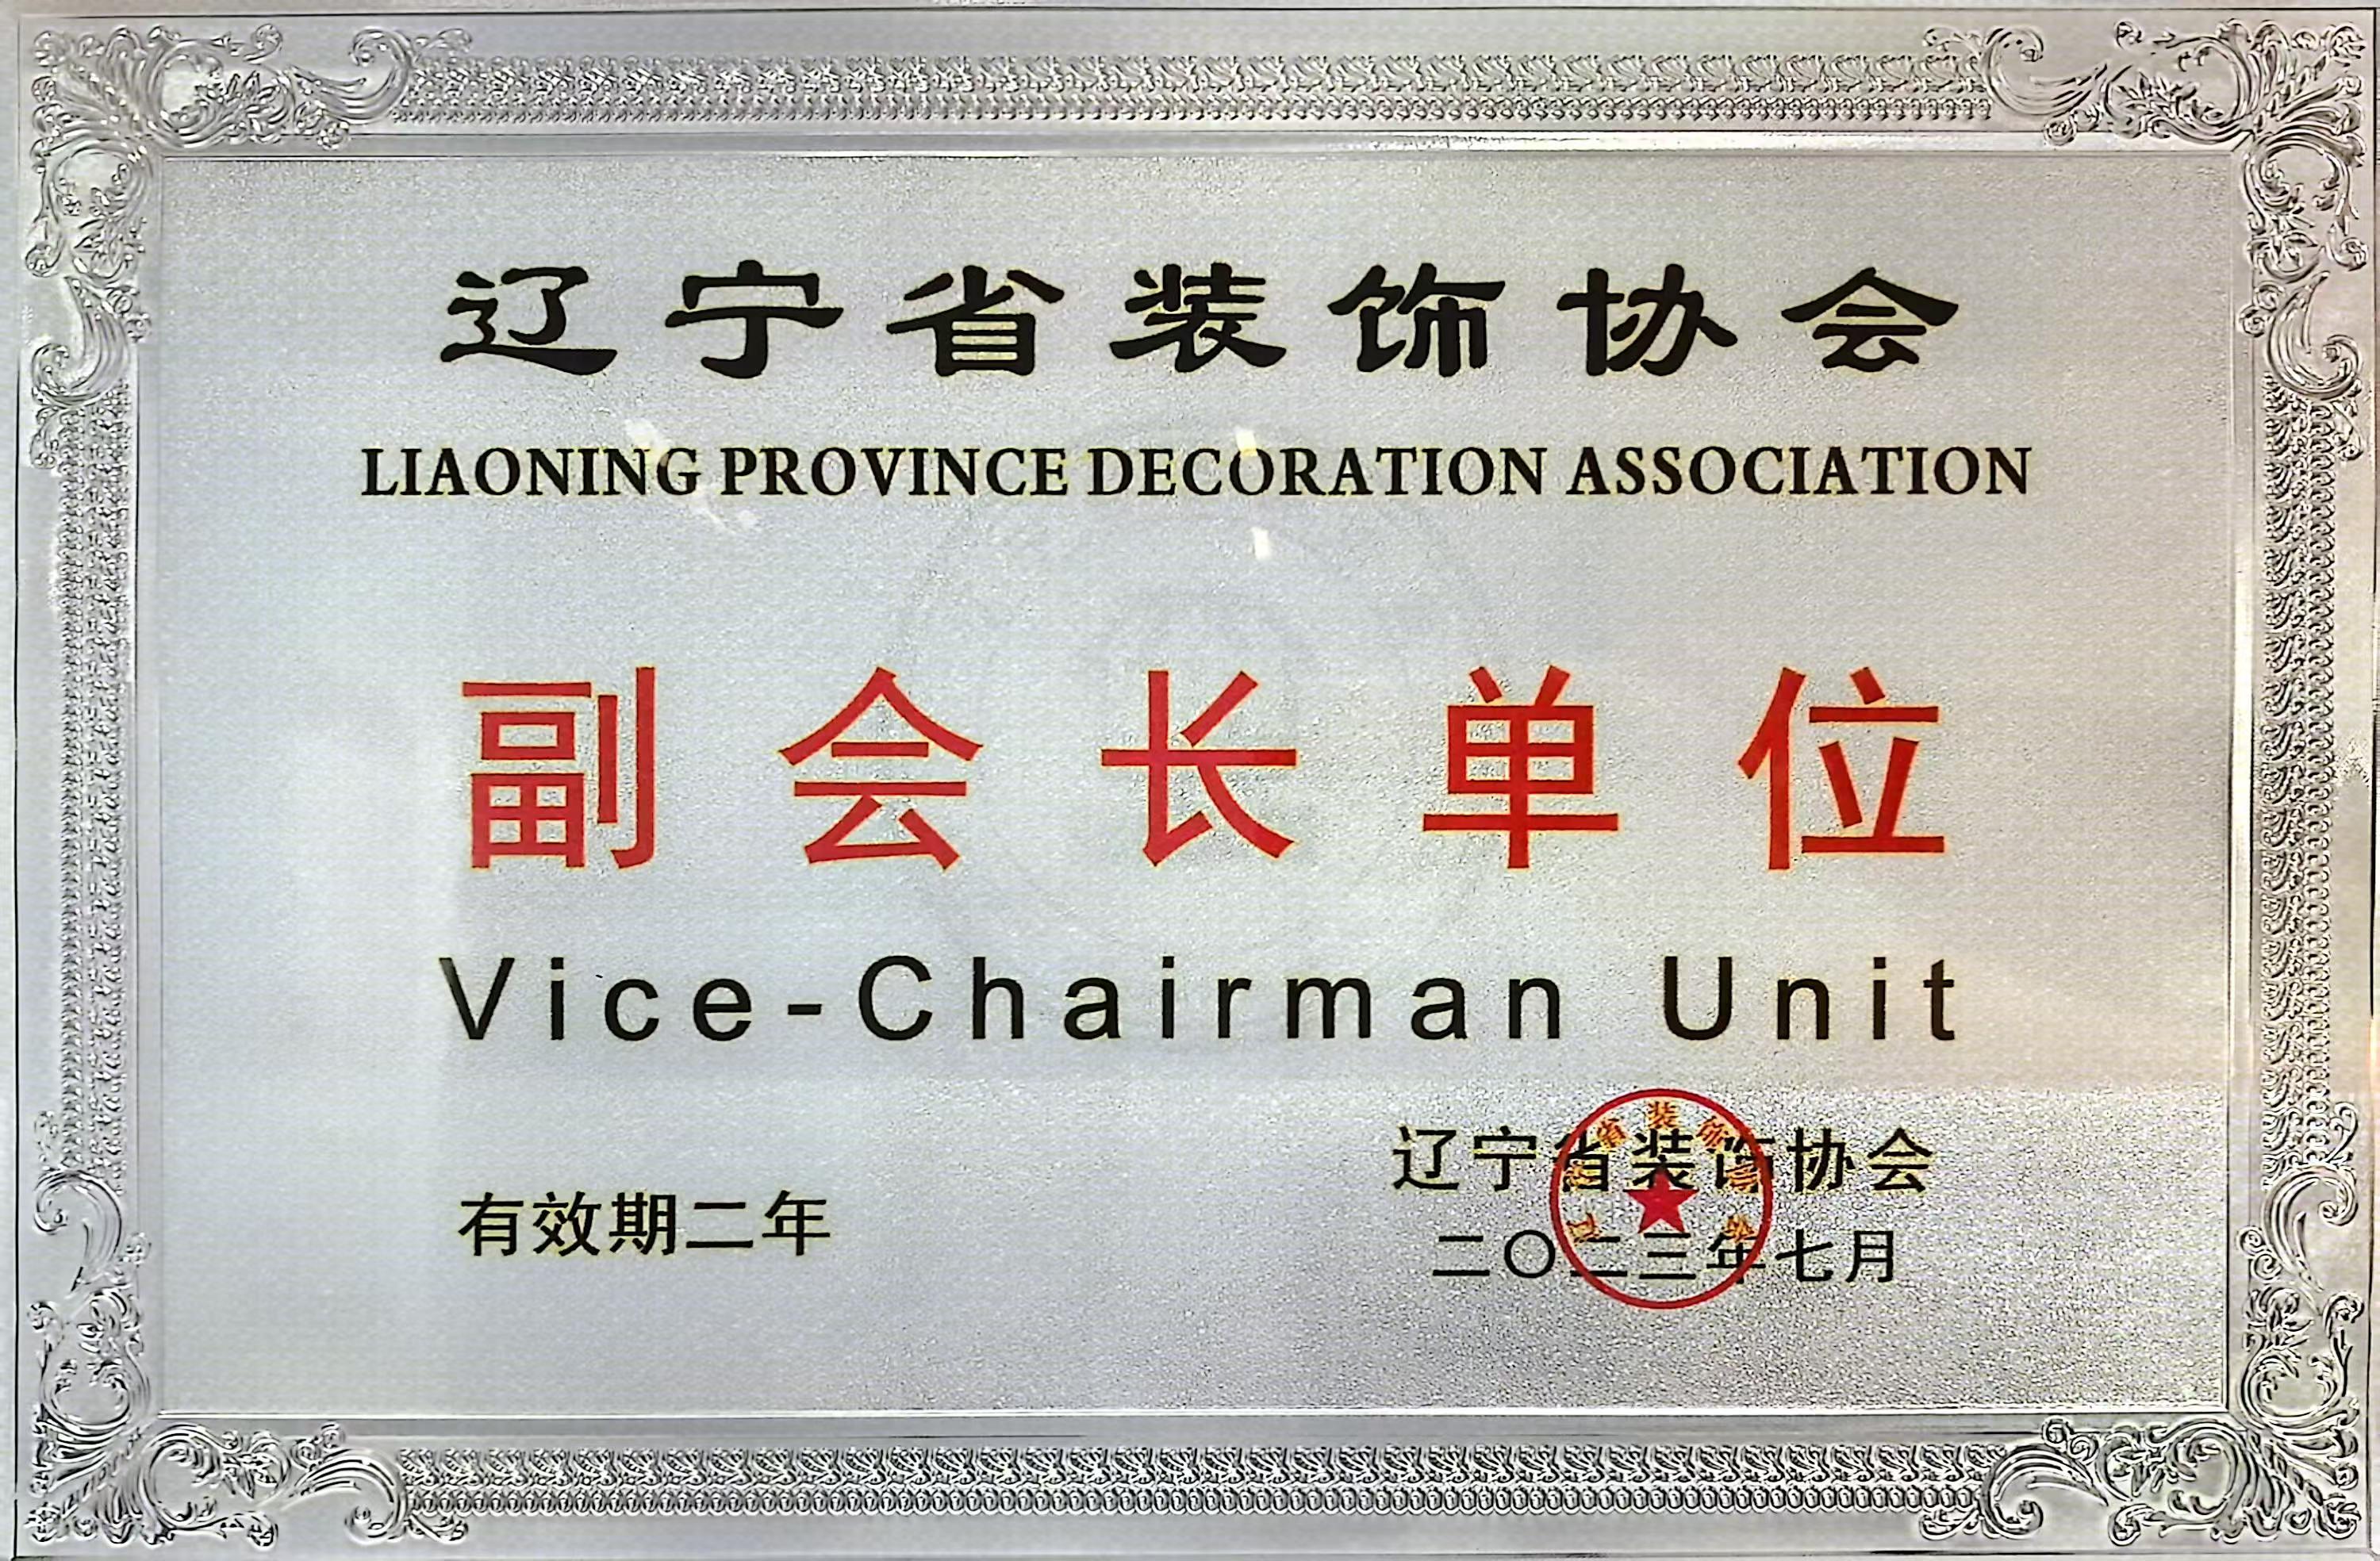 辽宁省装饰协会
LIAONING PROVINCE DECORATION ASSOCIATION
副会长单位
Vice-Chairman Unit
有效期二年
辽宁省装饰协会
二〇二三年七月